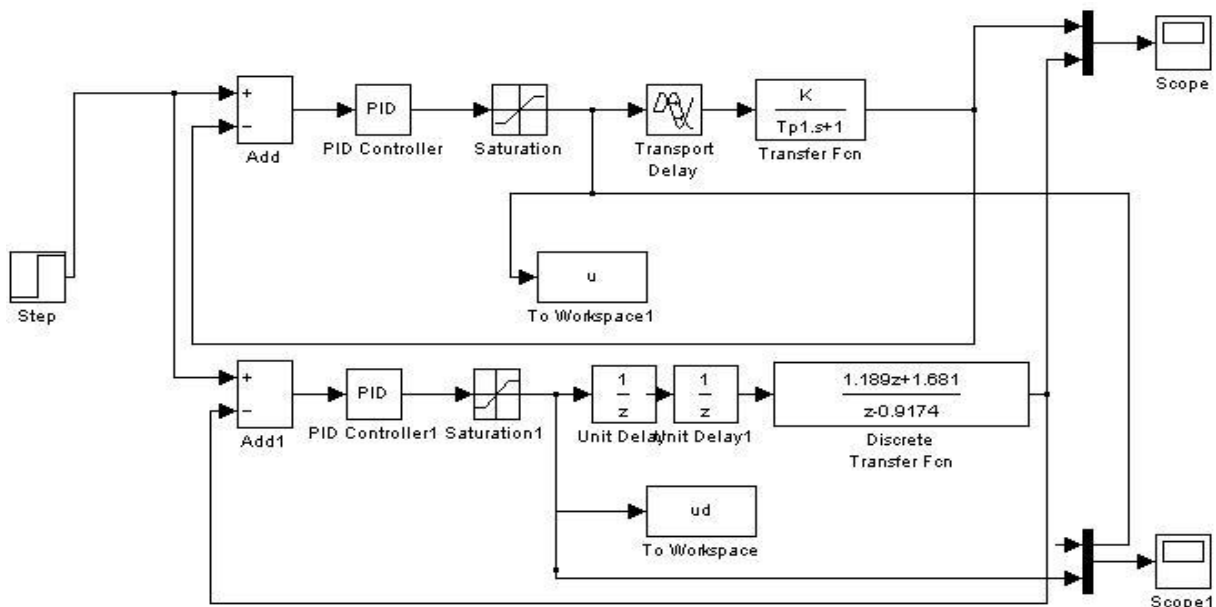 Scope
+
−
Add
PID
PID Controller
Saturation
Transport
Delay
K
Tp1.s+1
Transfer Fcn
Step
u
To Workspace1
+
−
Add1
PID
PID Controller1
Saturation1
1
z
Unit Delay
1
z
Unit Delay1
1.189z+1.681
z-0.9174
Discrete
Transfer Fcn
ud
To Workspace
Scope1